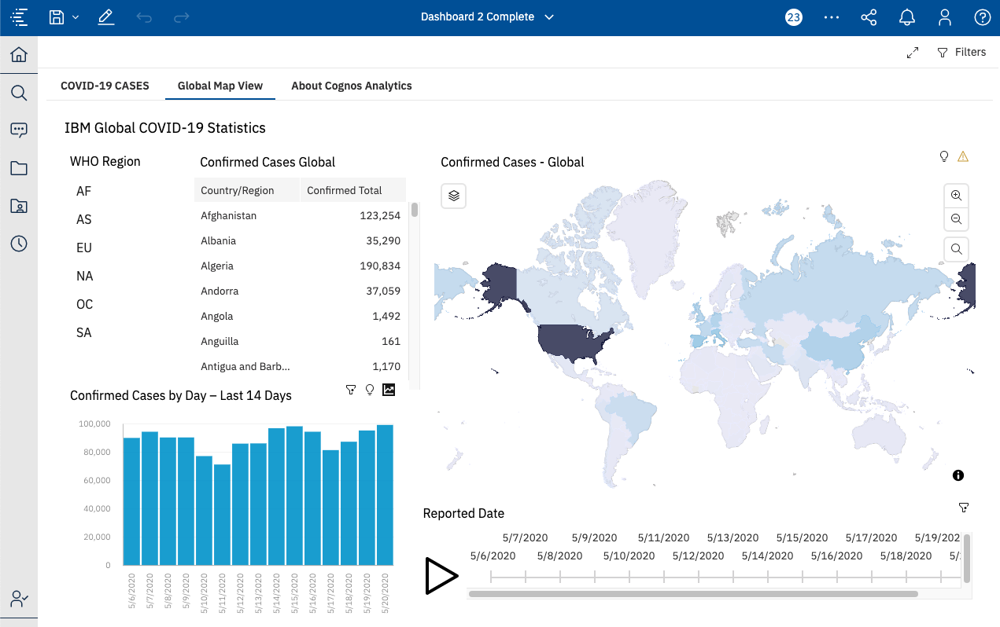 Dashboard 2 Complete
23
Filters
COVID-19 CASES
Global Map View
About Cognos Analytics
IBM Global COVID-19 Statistics
WHO Region
AF
AS
EU
NA
OC
SA
Confirmed Cases Global
Country/Region Confirmed Total
Afghanistan 123,254
Albania 35,290
Algeria 190,834
Andorra 37,059
Angola 1,492
Anguilla 161
Antigua and Barb... 1,170
Confirmed Cases - Global
Confirmed Cases by Day – Last 14 Days
100,000
80,000
60,000
40,000
20,000
0
5/6/2020
5/7/2020
5/8/2020
5/9/2020
5/10/2020
5/11/2020
5/12/2020
5/13/2020
5/14/2020
5/15/2020
5/16/2020
5/17/2020
5/18/2020
5/19/2020
5/20/2020
Reported Date
5/7/2020 5/9/2020 5/11/2020 5/13/2020 5/15/2020 5/17/2020 5/19/202
5/6/2020 5/8/2020 5/10/2020 5/12/2020 5/14/2020 5/16/2020 5/18/2020 5/